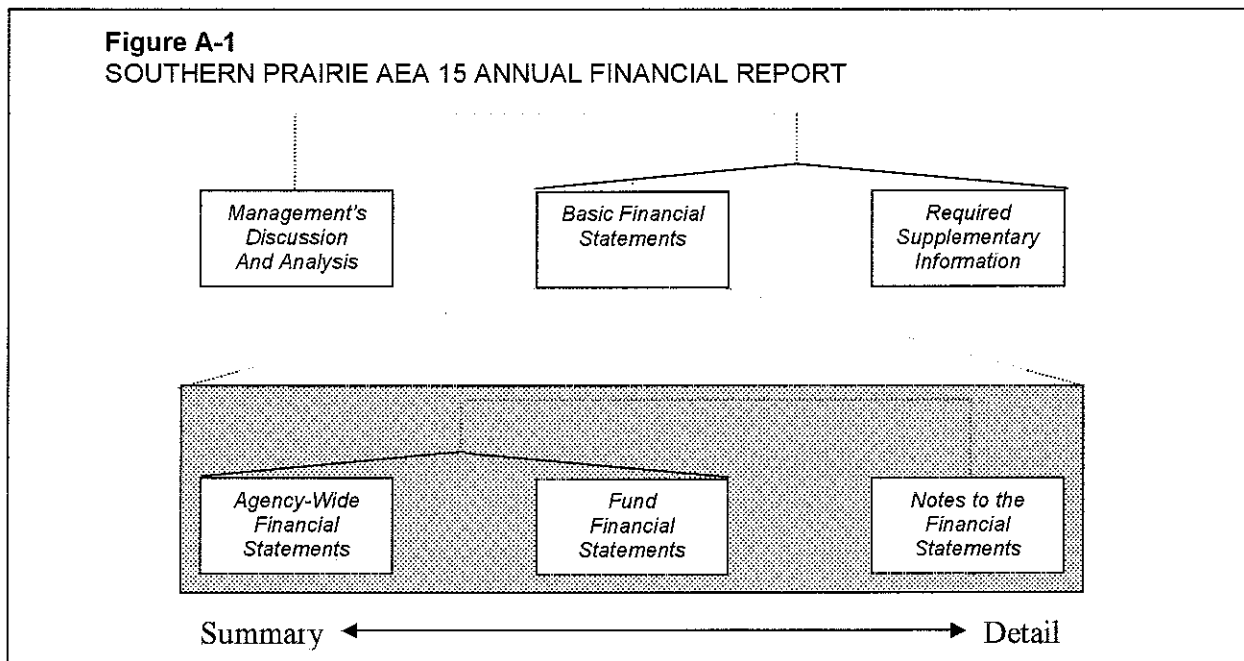 Figure A-1
SOUTHERN PRAIRIE AEA 15 ANNUAL FINANCIAL REPORT
Management's
Discussion
And Analysis
Basic Financial
Statements
Required
Supplementary
Information
Agency-Wide
Financial
Statements
Fund
Financial
Statements
Notes to the
Financial
Statements
Summary
Detail